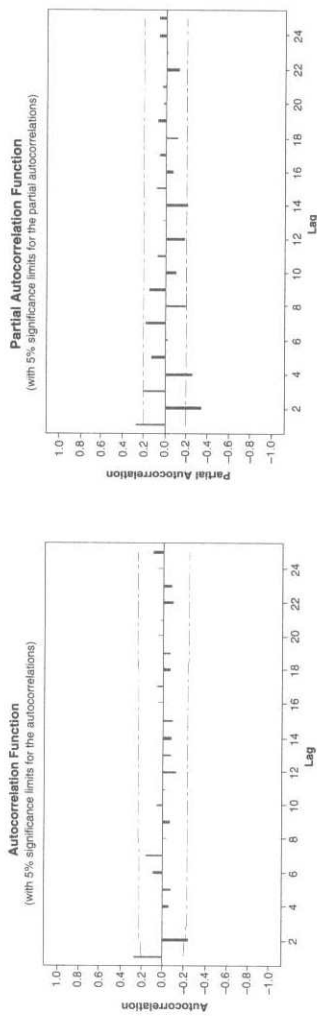 Autocorrelation Function
(with 5% significance limits for the autocorrelations)
1.0
0.8
0.6
0.4
0.2
0.0
-0.2
-0.4
-0.6
-0.8
-1.0
Autocorrelation
2 4 6 8 10 12 14 16 18 20 22 24
Lag
Partial Autocorrelation Function
(with 5% significance limits for the partial autocorrelations)
1.0
0.8
0.6
0.4
0.2
0.0
-0.2
-0.4
-0.6
-0.8
-1.0
Partial Autocorrelation
2 4 6 8 10 12 14 16 18 20 22 24
Lag